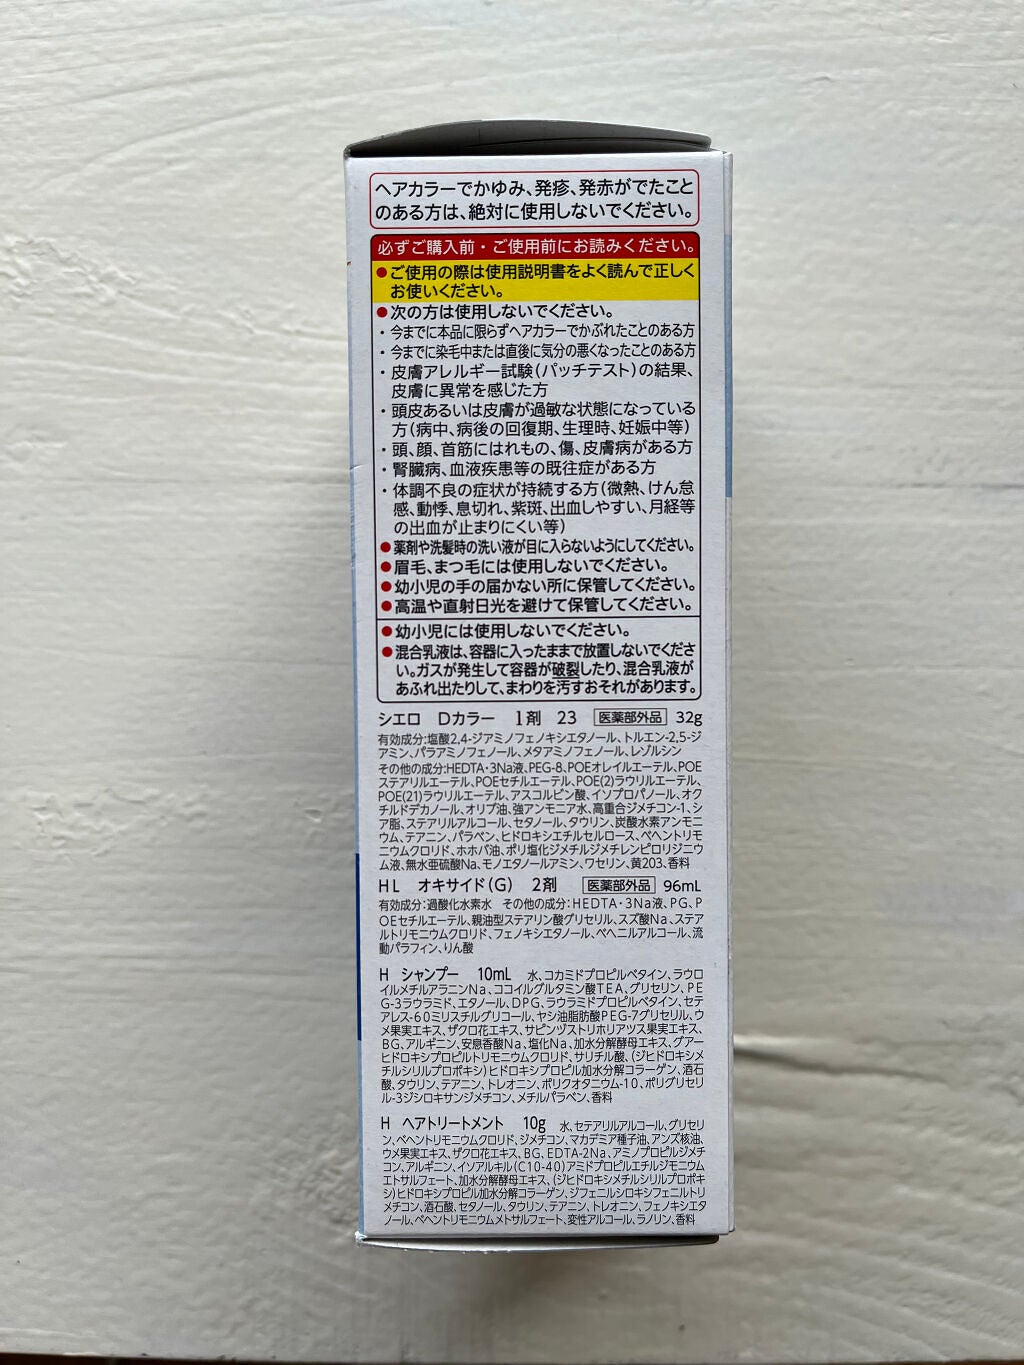 ヘアカラーでかゆみ、発疹、発赤がでたこと
のある方は、絶対に使用しないでください。
必ずご購入前・ご使用前にお読みください。
●ご使用の際は使用説明書をよく読んで正しく
お使いください。
●次の方は使用しないでください。
・今までに本品に限らずヘアカラーでかぶれたことのある方
・今までに染毛中または直後に気分の悪くなったことのある方
・皮膚アレルギー試験(パッチテスト)の結果、
皮膚に異常を感じた方
・頭皮あるいは皮膚が過敏な状態になっている
方(病中、病後の回復期、生理時、妊娠中等)
・頭、顔、首筋にはれもの、傷、皮膚病がある方
・腎臓病、血液疾患等の既往症がある方
・体調不良の症状が持続する方(微熱、けん怠
感、動悸、息切れ、紫斑、出血しやすい、月経等
の出血が止まりにくい等)
●薬剤や洗髪時の洗い液が目に入らないようにしてください。
●眉毛、まつ毛には使用しないでください。
●幼小児の手の届かない所に保管してください。
●高温や直射日光を避けて保管してください。
●幼小児には使用しないでください。
●混合乳液は、容器に入ったままで放置しないでくださ
い。ガスが発生して容器が破裂したり、混合乳液が
あふれ出たりして、まわりを汚すおそれがあります。
シエロ Dカラー 1剤 23 医薬部外品 32g
有効成分:塩酸2,4-ジアミノフェノキシエタノール、トルエン-2,5-ジ
アミン、パラアミノフェノール、メタアミノフェノール、レゾルシン
その他の成分:HEDTA・3Na液、PEG-8、POEオレイルエーテル、POE
ステアリルエーテル、POEセチルエーテル、POE(2)ラウリルエーテル、
POE(21)ラウリルエーテル、アスコルビン酸、イソプロパノール、オク
チルドデカノール、オリブ油、強アンモニア水、高重合ジメチコン-1、シ
ア脂、ステアリルアルコール、セタノール、タウリン、炭酸水素アンモニ
ウム、テアニン、パラベン、ヒドロキシエチルセルロース、ベヘントリモ
ニウムクロリド、ホホバ油、ポリ塩化ジメチルジメチレンピロリジニウ
ム液、無水亜硫酸Na、モノエタノールアミン、ワセリン、黄203、香料
HL オキサイド(G) 2剤 医薬部外品 96mL
有効成分:過酸化水素水 その他の成分:HEDTA・3Na液、PG、P
OEセチルエーテル、親油型ステアリン酸グリセリル、スズ酸Na、ステア
ルトリモニウムクロリド、フェノキシエタノール、ベヘニルアルコール、流
動パラフィン、りん酸
H シャンプー 10mL 水、コカミドプロピルベタイン、ラウロ
イルメチルアラニンNa、ココイルグルタミン酸TEA、グリセリン、PE
G-3ラウラミド、エタノール、DPG、ラウラミドプロピルベタイン、セテ
アレス-60ミリスチルグリコール、ヤシ油脂肪酸PEG-7グリセリル、ウ
メ果実エキス、ザクロ花エキス、サピンヅストリホリアツス果実エキス、
BG、アルギニン、安息香酸Na、塩化Na、加水分解酵母エキス、グアー
ヒドロキシプロピルトリモニウムクロリド、サリチル酸、(ジヒドロキシメ
チルシリルプロポキシ)ヒドロキシプロピル加水分解コラーゲン、酒石
酸、タウリン、テアニン、トレオニン、ポリクオタニウム-10、ポリグリセリ
ル-3ジシロキサンジメチコン、メチルパラベン、香料
H ヘアトリートメント 10g 水、セテアリルアルコール、グリセリ
ン、ベヘントリモニウムクロリド、ジメチコン、マカデミア種子油、アンズ核油、
ウメ果実エキス、ザクロ花エキス、BG、EDTA-2Na、アミノプロピルジメチ
コン、アルギニン、イソアルキル(C10-40)アミドプロピルエチルジモニウム
エトサルフェート、加水分解酵母エキス、(ジヒドロキシメチルシリルプロポキ
シ)ヒドロキシプロピル加水分解コラーゲン、ジフェニルシロキシフェニルトリ
メチコン、酒石酸、セタノール、タウリン、テアニン、トレオニン、フェノキシエタ
ノール、ベヘントリモニウムメトサルフェート、変性アルコール、ラノリン、香料